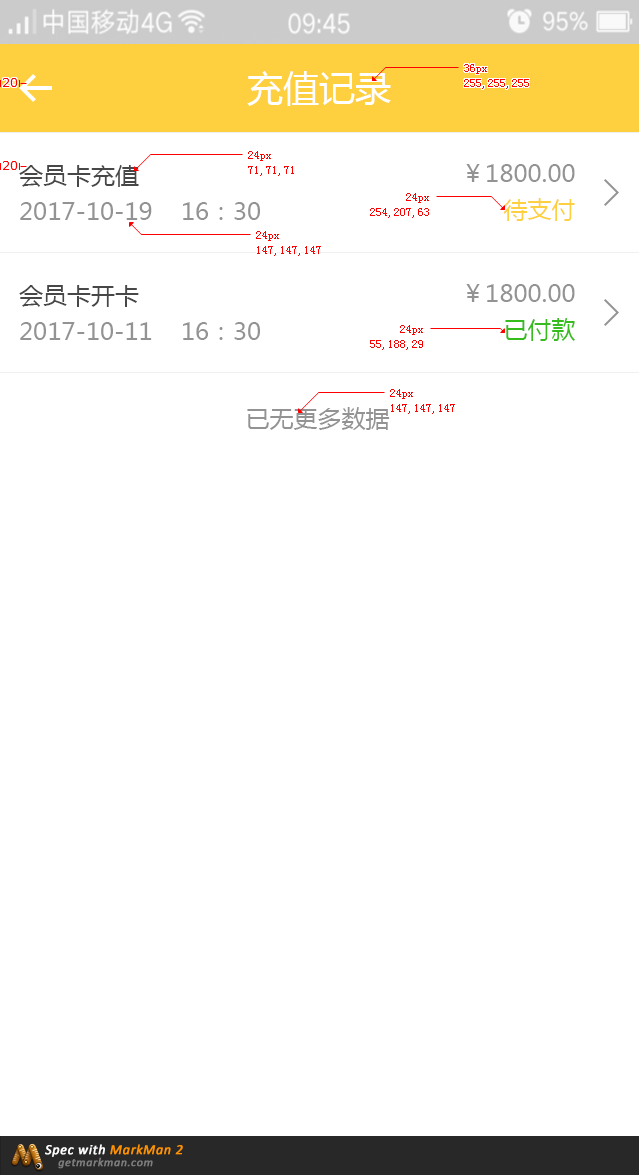 中国移动4G 09:45 95%
20
充值记录
36px
255, 255, 255
20
会员卡充值
24px
71, 71, 71
¥1800.00
24px
254, 207, 63
待支付
2017-10-19 16：30
24px
147, 147, 147
会员卡开卡
¥1800.00
2017-10-11 16：30
24px
55, 188, 29
已付款
24px
147, 147, 147
已无更多数据
Spec with MarkMan 2
getmarkman.com